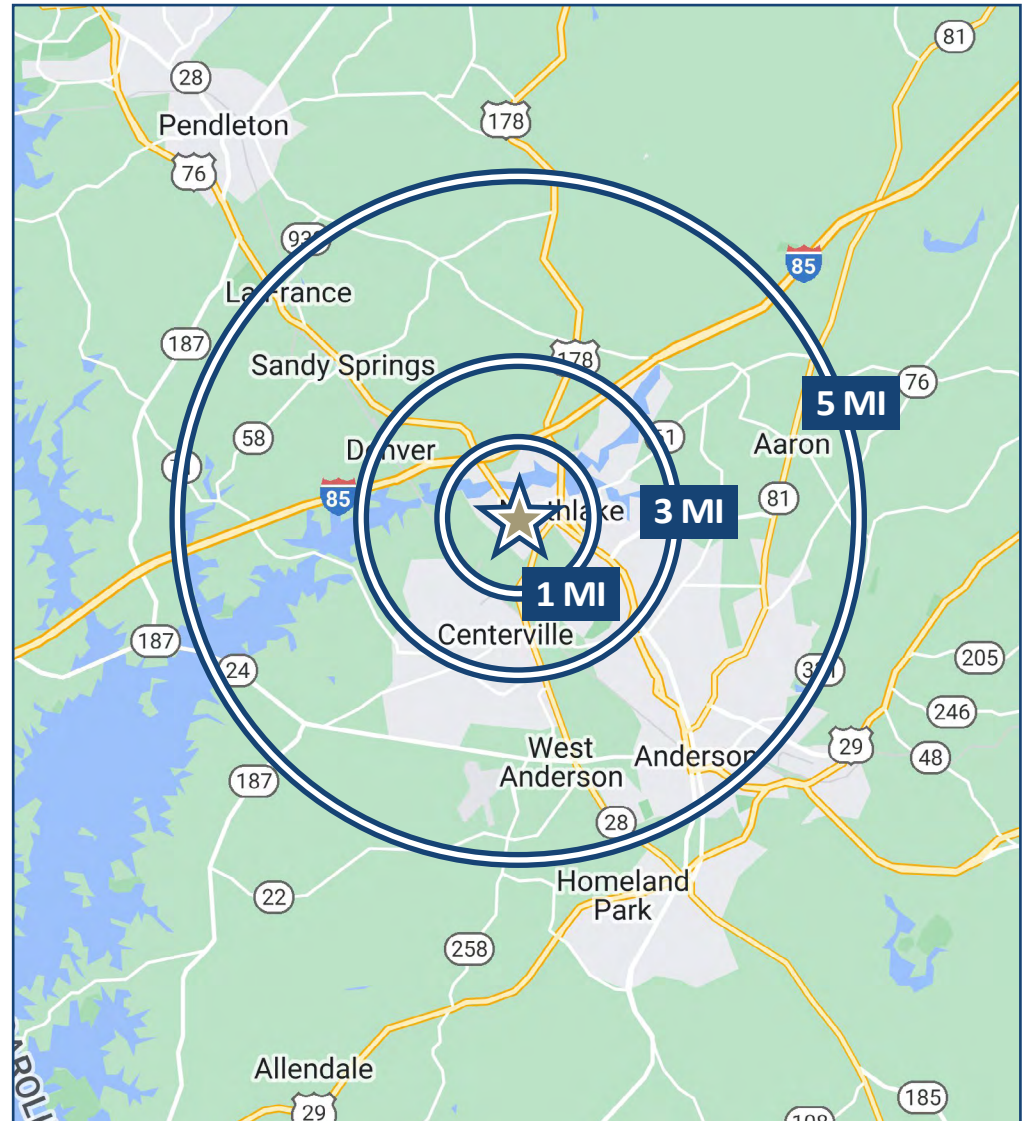 81
28
178
Pendleton
76
85
La France
187
178
Sandy Springs
76
5 MI
58
Denver
Aaron
85
81
3 MI
1 MI
Centerville
187
24
205
246
29
48
West
Anderson
Anderson
187
28
Homeland
Park
22
258
Allendale
29
185